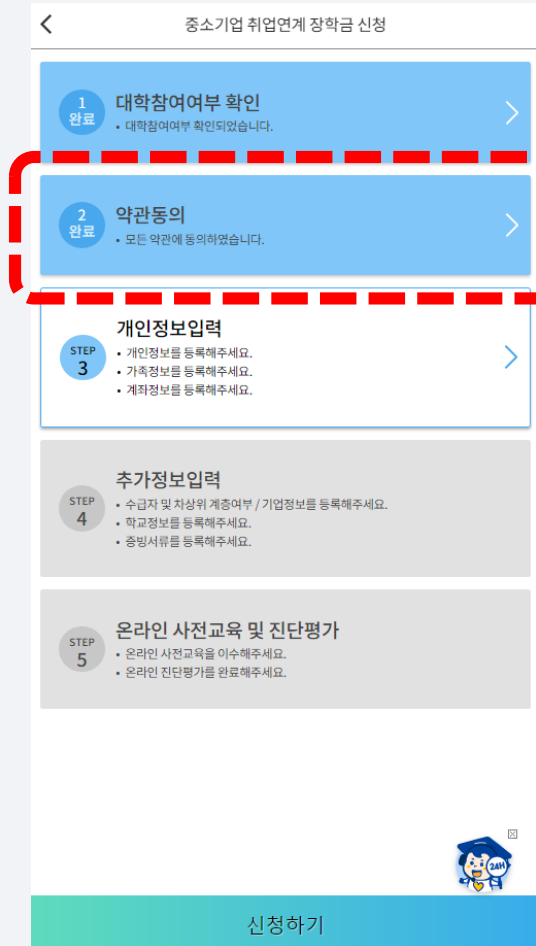 중소기업 취업연계 장학금 신청
1
완료
대학참여여부 확인
• 대학참여여부 확인되었습니다.
2
완료
약관동의
• 모든 약관에 동의하였습니다.
STEP
3
개인정보입력
• 개인정보를 등록해주세요.
• 가족정보를 등록해주세요.
• 계좌정보를 등록해주세요.
STEP
4
추가정보입력
• 수급자 및 차상위 계층여부 / 기업정보를 등록해주세요.
• 학교정보를 등록해주세요.
• 증빙서류를 등록해주세요.
STEP
5
온라인 사전교육 및 진단평가
• 온라인 사전교육을 이수해주세요.
• 온라인 진단평가를 완료해주세요.
24H
신청하기